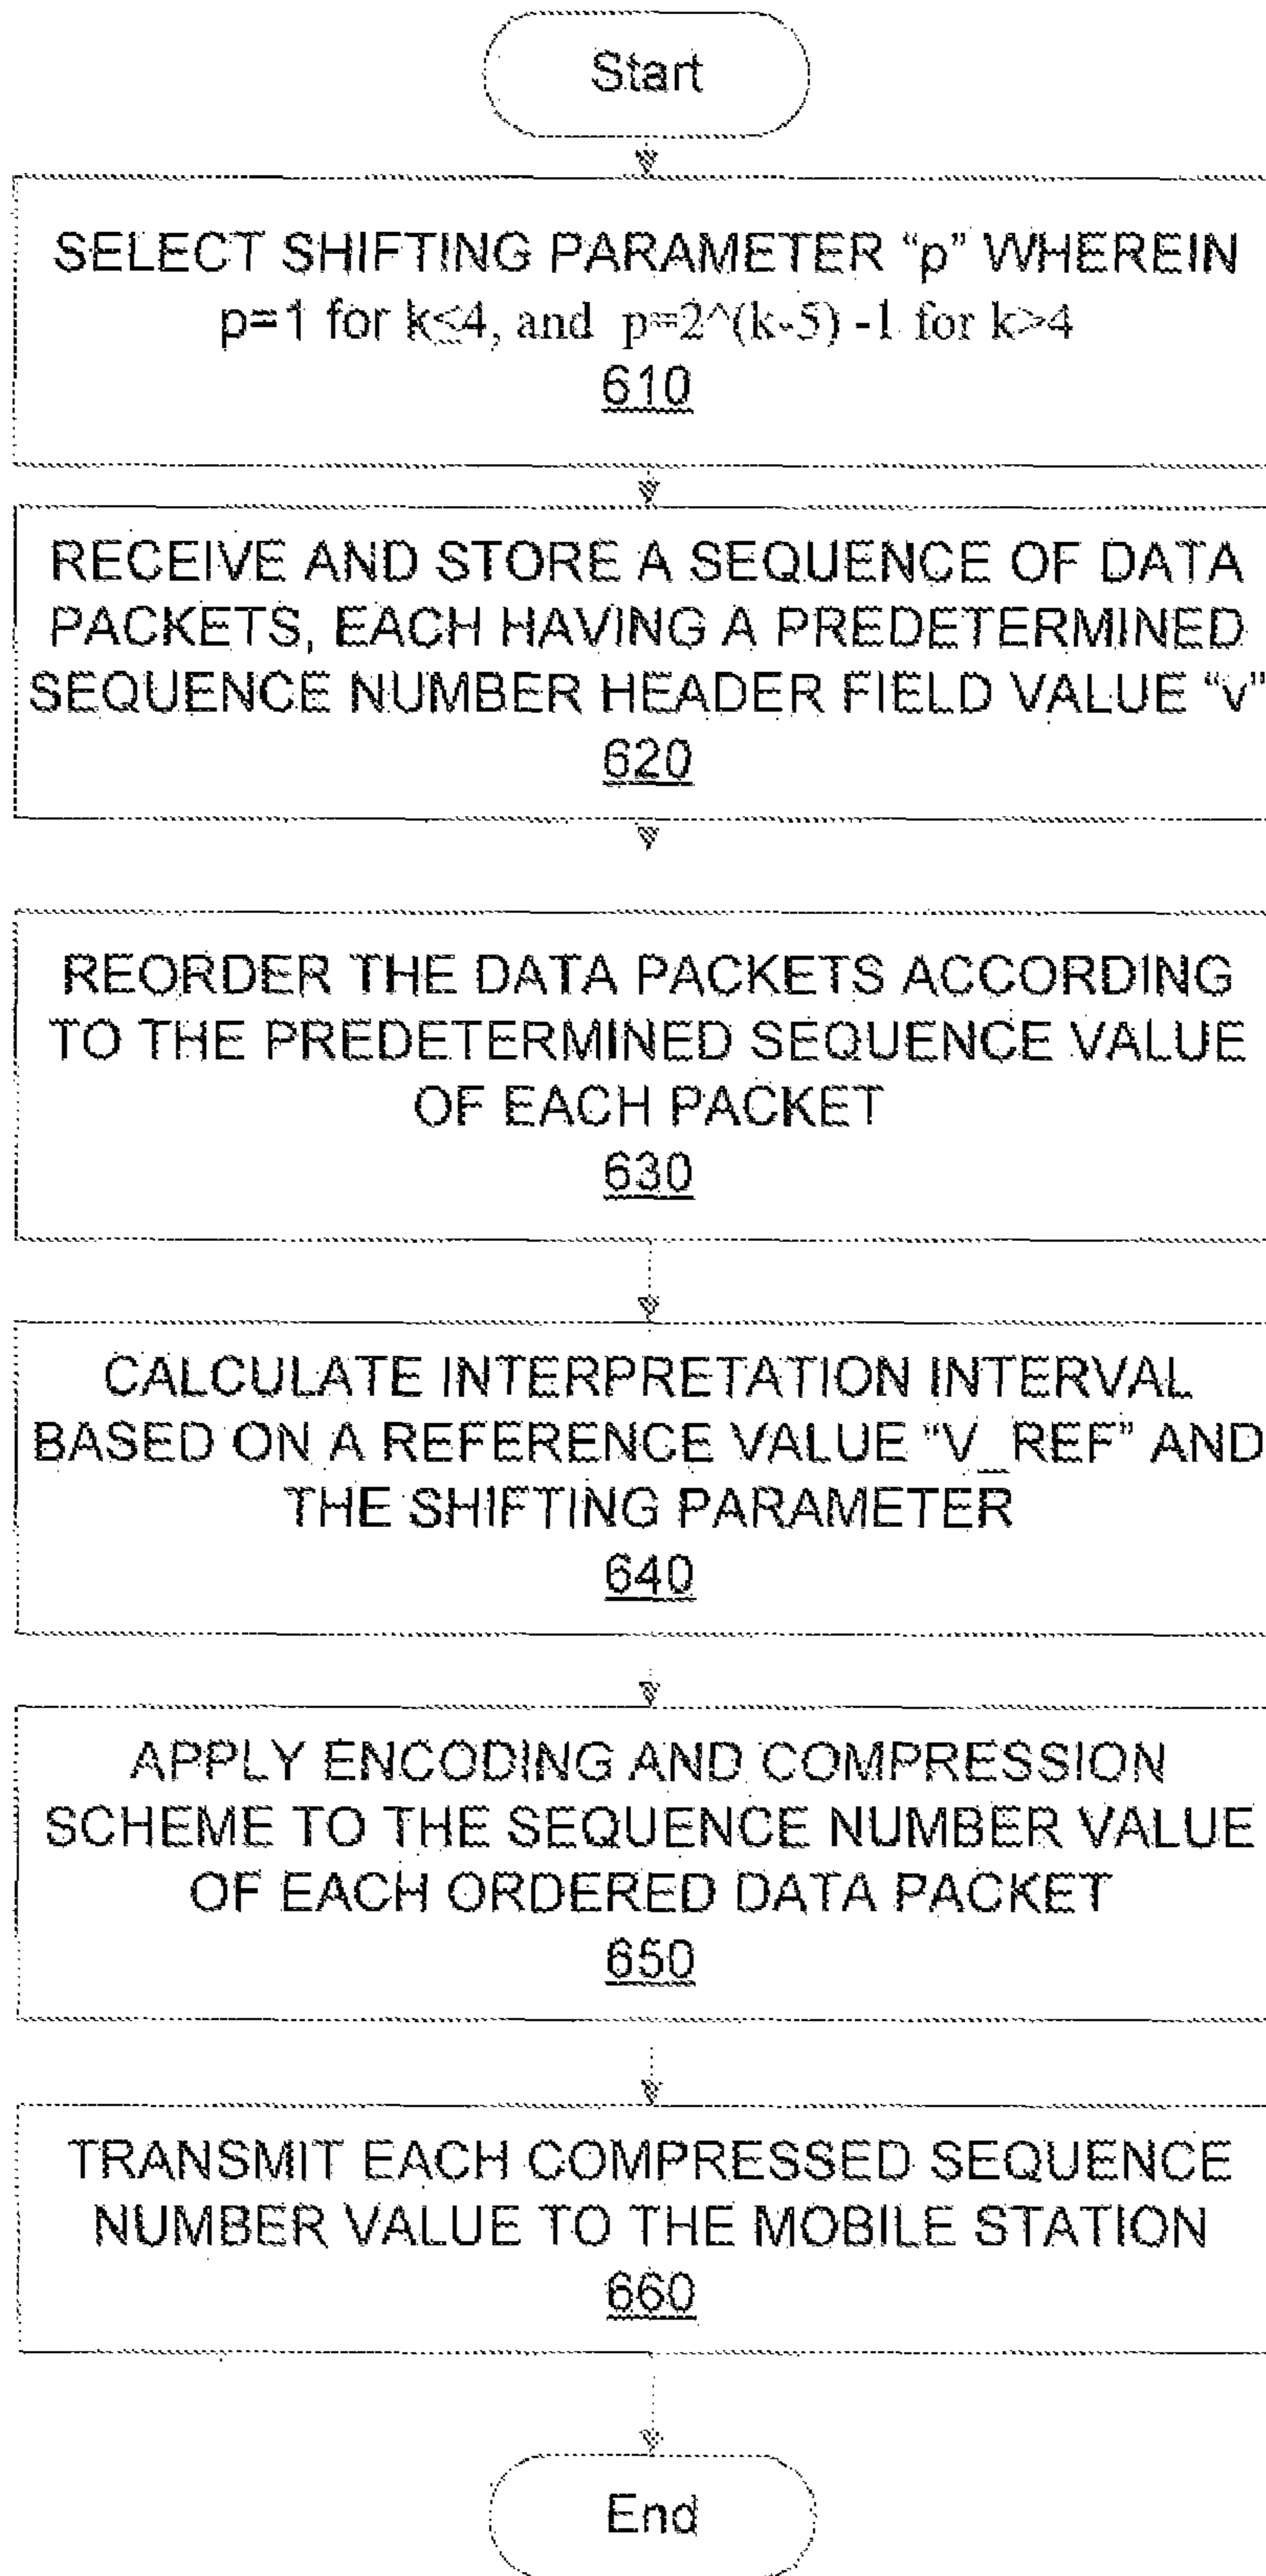 Start
SELECT SHIFTING PARAMETER "p" WHEREIN
p=1 for k≤4, and p=2^(k-5) -1 for k>4
610
RECEIVE AND STORE A SEQUENCE OF DATA
PACKETS, EACH HAVING A PREDETERMINED
SEQUENCE NUMBER HEADER FIELD VALUE "v"
620
REORDER THE DATA PACKETS ACCORDING
TO THE PREDETERMINED SEQUENCE VALUE
OF EACH PACKET
630
CALCULATE INTERPRETATION INTERVAL
BASED ON A REFERENCE VALUE "V_REF" AND
THE SHIFTING PARAMETER
640
APPLY ENCODING AND COMPRESSION
SCHEME TO THE SEQUENCE NUMBER VALUE
OF EACH ORDERED DATA PACKET
650
TRANSMIT EACH COMPRESSED SEQUENCE
NUMBER VALUE TO THE MOBILE STATION
660
End